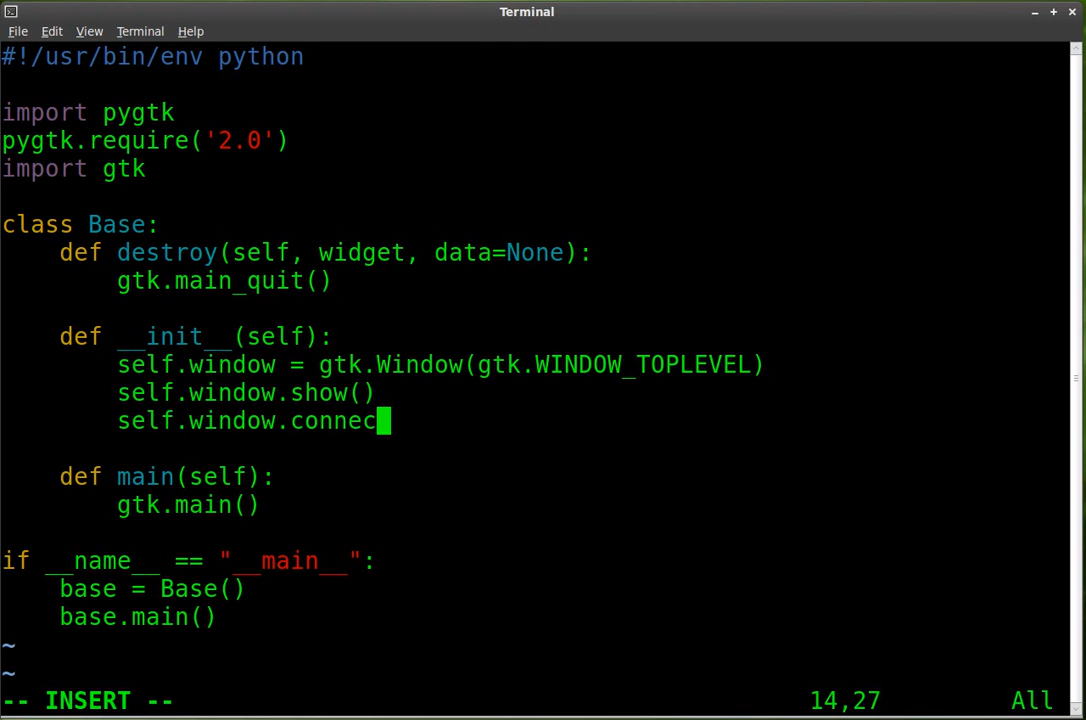 Terminal
File Edit View Terminal Help
#!/usr/bin/env python

import pygtk
pygtk.require('2.0')
import gtk

class Base:
    def destroy(self, widget, data=None):
        gtk.main_quit()

    def __init__(self):
        self.window = gtk.Window(gtk.WINDOW_TOPLEVEL)
        self.window.show()
        self.window.connec

    def main(self):
        gtk.main()

if __name__ == "__main__":
    base = Base()
    base.main()
~
~
-- INSERT -- 14,27 All